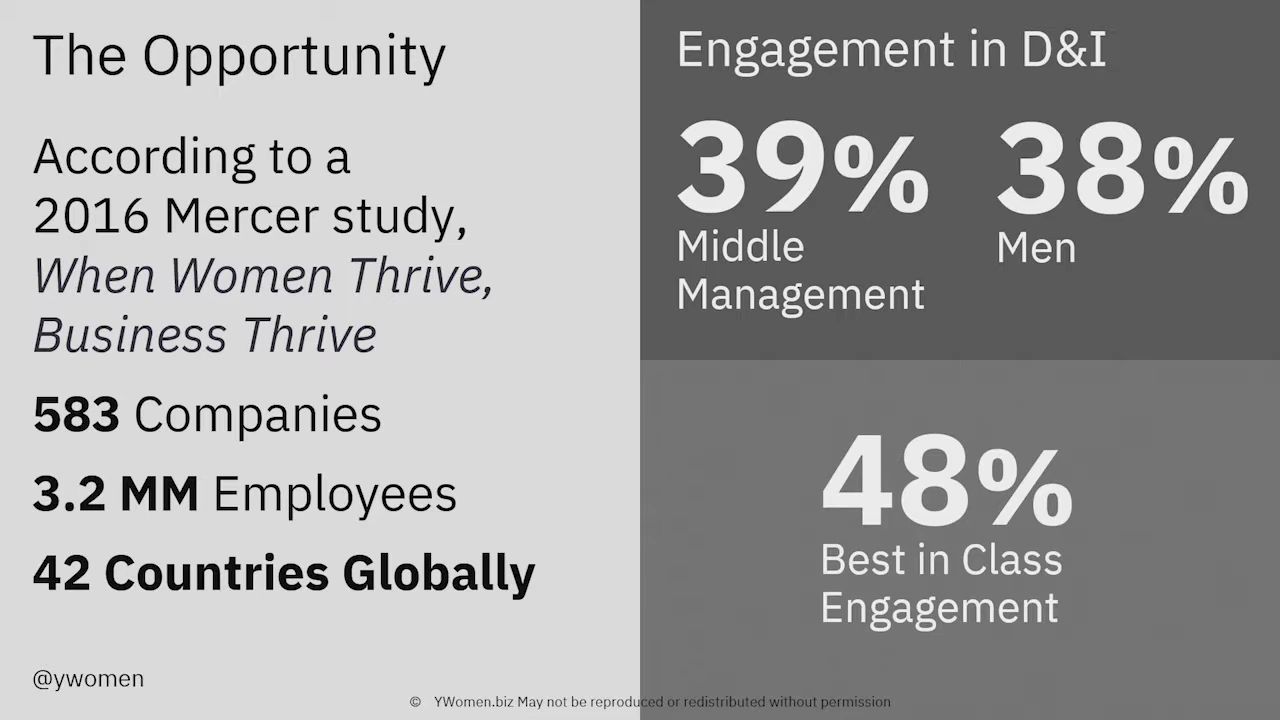 The Opportunity
According to a
2016 Mercer study,
When Women Thrive,
Business Thrive
583 Companies
3.2 MM Employees
42 Countries Globally
@ywomen
Engagement in D&I
39%
Middle
Management
38%
Men
48%
Best in Class
Engagement
© YWomen.biz May not be reproduced or redistributed without permission